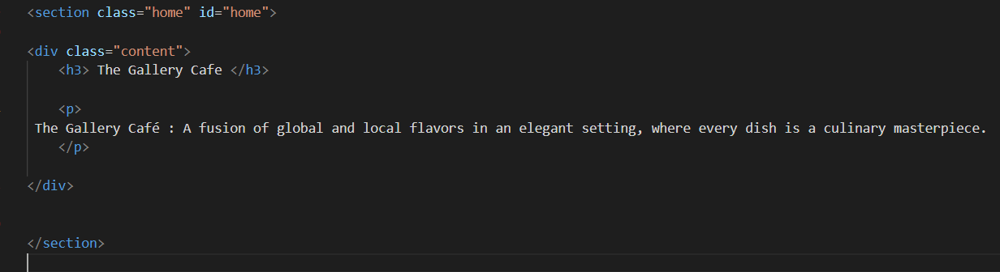 <section class="home" id="home">
<div class="content">
<h3> The Gallery Cafe </h3>
<p>
The Gallery Café : A fusion of global and local flavors in an elegant setting, where every dish is a culinary masterpiece.
</p>
</div>
</section>